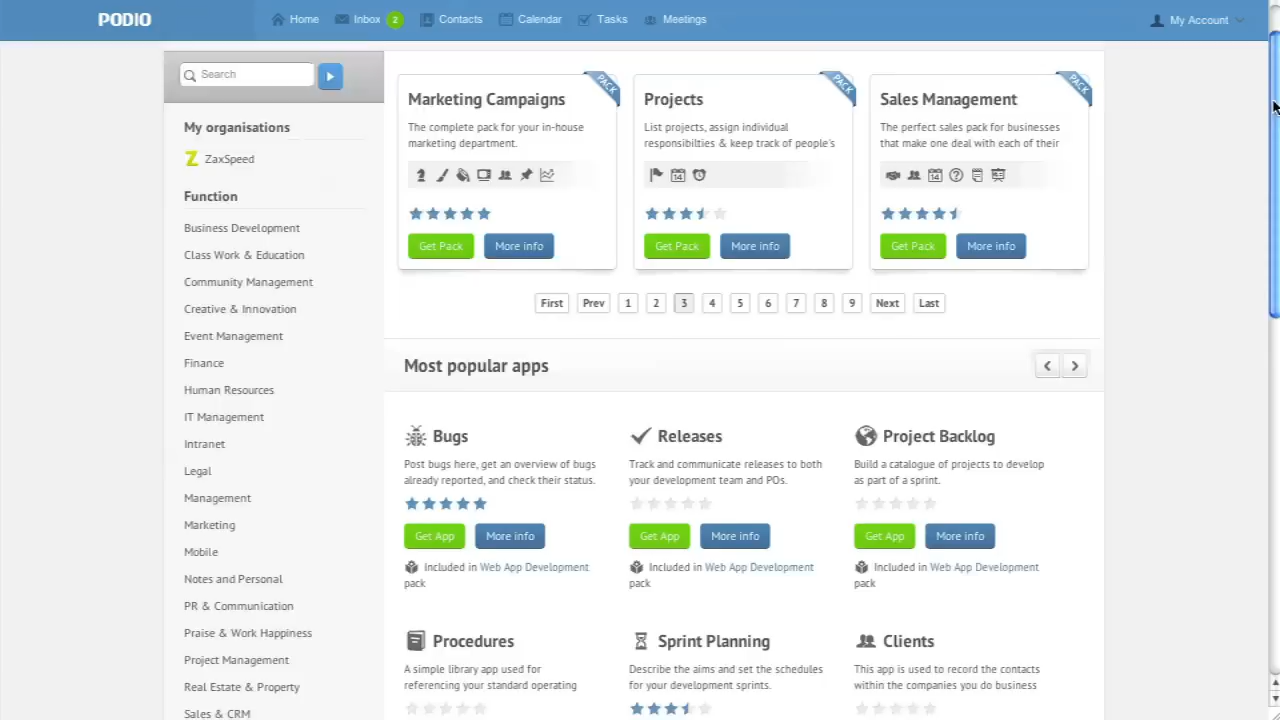 PODIO
Home
Inbox 2
Contacts
Calendar
Tasks
Meetings
My Account
Search
My organisations
Z ZaxSpeed
Function
Business Development
Class Work & Education
Community Management
Creative & Innovation
Event Management
Finance
Human Resources
IT Management
Intranet
Legal
Management
Marketing
Mobile
Notes and Personal
PR & Communication
Praise & Work Happiness
Project Management
Real Estate & Property
Sales & CRM
PACK
Marketing Campaigns
The complete pack for your in-house
marketing department.
Get Pack
More info
PACK
Projects
List projects, assign individual
responsibilties & keep track of people's
14
Get Pack
More info
PACK
Sales Management
The perfect sales pack for businesses
that make one deal with each of their
14
Get Pack
More info
First Prev 1 2 3 4 5 6 7 8 9 Next Last
Most popular apps
Bugs
Post bugs here, get an overview of bugs
already reported, and check their status.
Get App
More info
Included in Web App Development
pack
Releases
Track and communicate releases to both
your development team and POs.
Get App
More info
Included in Web App Development
pack
Project Backlog
Build a catalogue of projects to develop
as part of a sprint.
Get App
More info
Included in Web App Development
pack
Procedures
A simple library app used for
referencing your standard operating
Sprint Planning
Describe the aims and set the schedules
for your development sprints.
Clients
This app is used to record the contacts
within the companies you do business